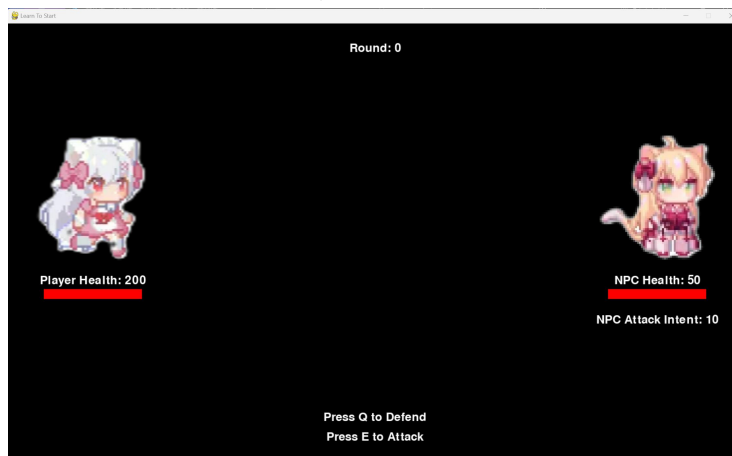 Learn To Start
Round: 0
Player Health: 200
NPC Health: 50
NPC Attack Intent: 10
Press Q to Defend
Press E to Attack